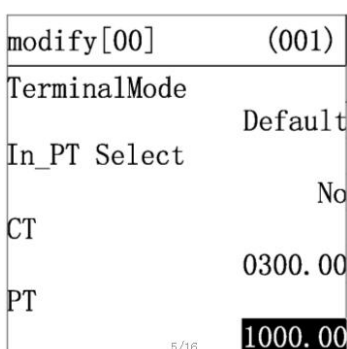 modify[00] (001)
TerminalMode
Default
In_PT Select
No
CT
0300.00
PT
1000.00
5/16